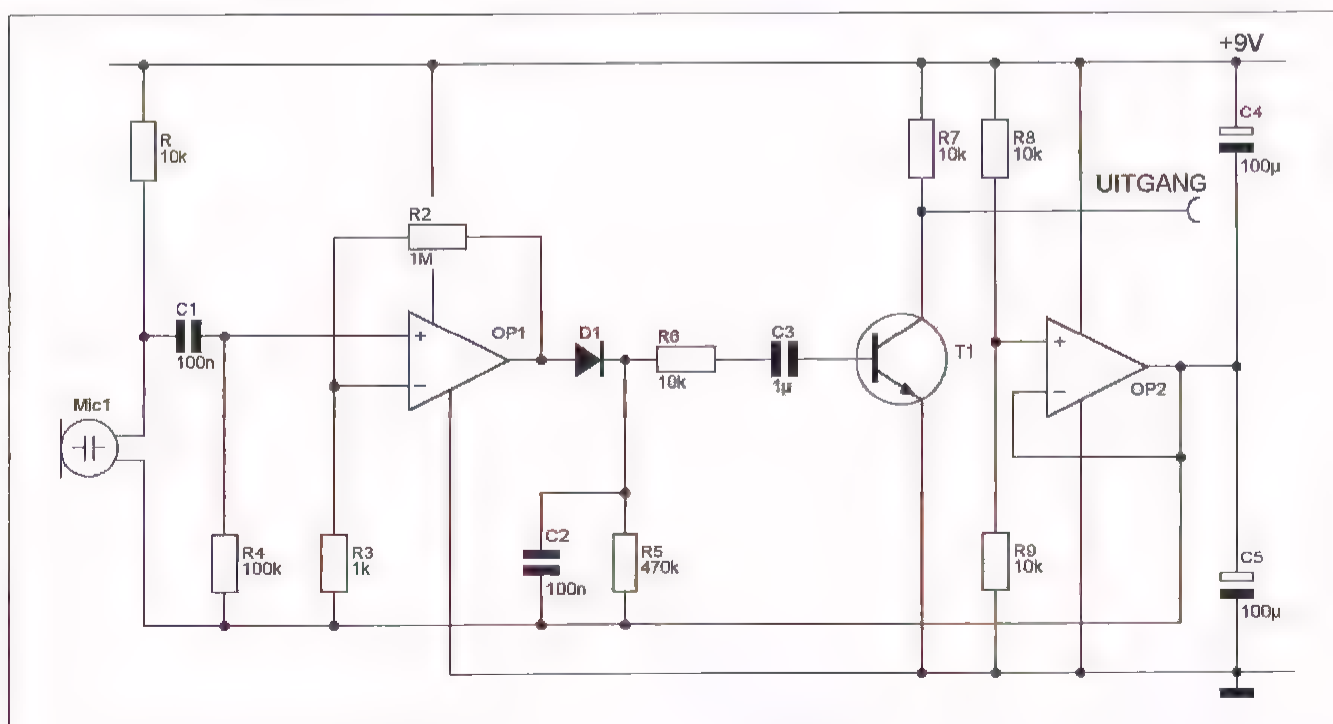 +9V
C4
100µ
R
10k
R7
10k
R8
10k
UITGANG
R2
1M
C1
100n
+
−
OP1
D1
R6
10k
C3
1µ
T1
+
−
OP2
Mic1
R4
100k
R3
1k
C2
100n
R5
470k
R9
10k
C5
100µ